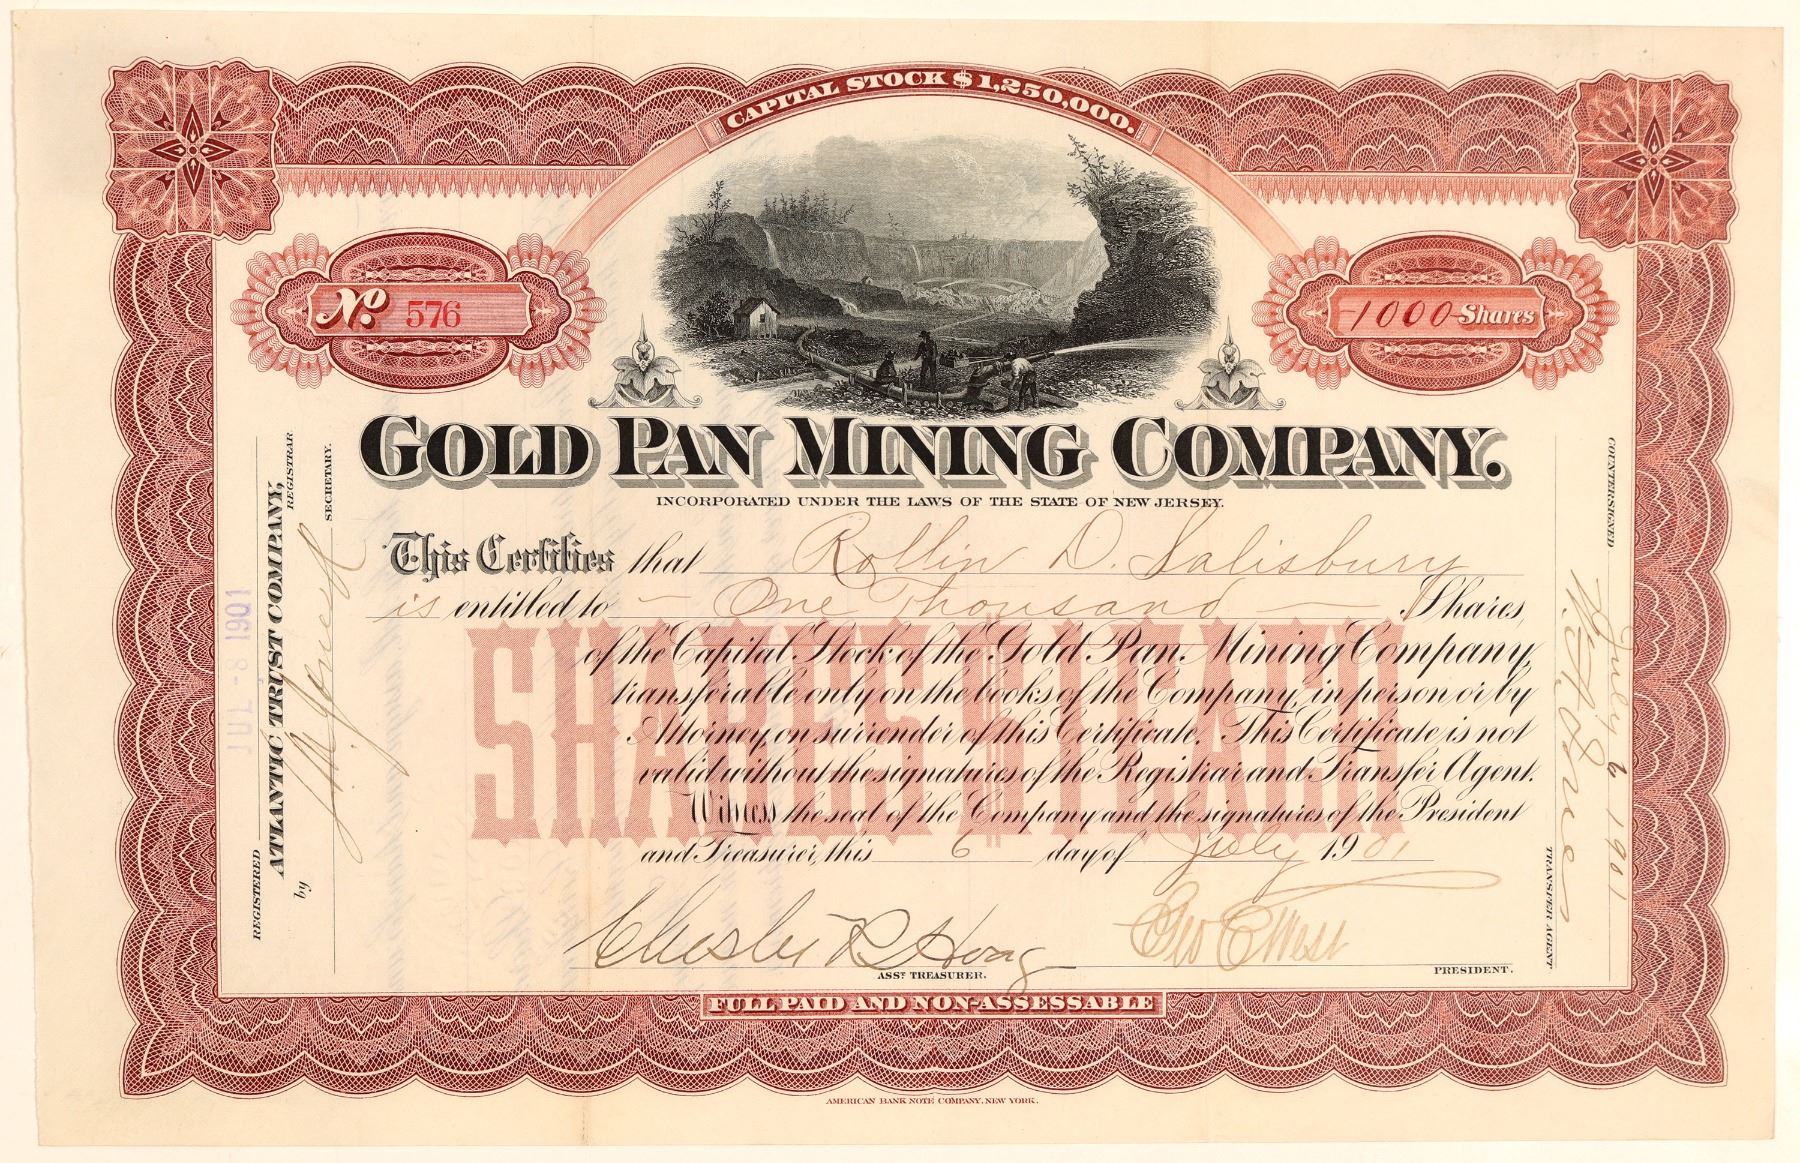 CAPITAL STOCK $1,250,000.
No. 576
1000 Shares
GOLD PAN MINING COMPANY.
INCORPORATED UNDER THE LAWS OF THE STATE OF NEW JERSEY.
This Certifies that Rollin D. Salisbury
is entitled to - One Thousand - Shares,
of the Capital Stock of the Gold Pan Mining Company,
transferable only on the books of the Company, in person or by
Attorney, on surrender of this Certificate. This Certificate is not
valid without the signatures of the Registrar and Transfer Agent.
Witness the seal of the Company and the signatures of the President
and Treasurer, this 6 day of July 1901
SHARES $1 EACH
Chester R Hoag
ASST TREASURER.
Geo C West
PRESIDENT.
FULL PAID AND NON-ASSESSABLE
AMERICAN BANK NOTE COMPANY, NEW YORK.
REGISTERED
JUL -8 1901
ATLANTIC TRUST COMPANY,
REGISTRAR
by
SECRETARY.
COUNTERSIGNED
July 6 1901
TRANSFER AGENT